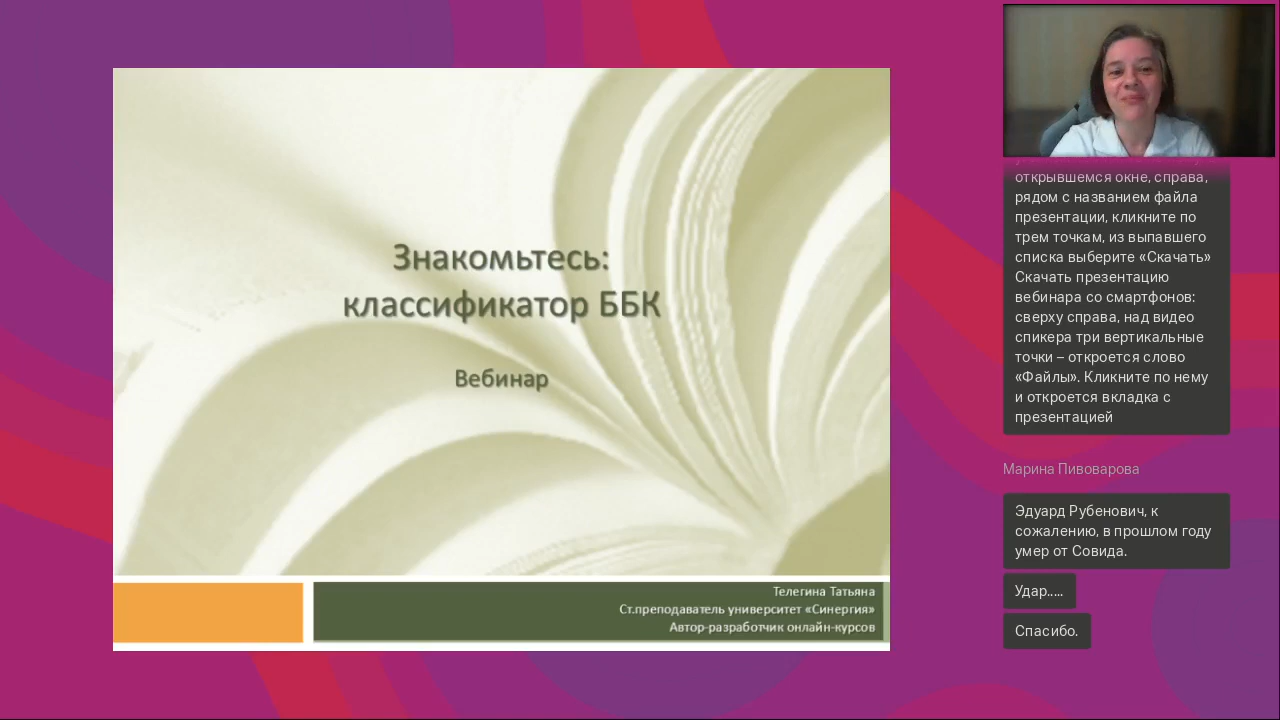 Знакомьтесь:
классификатор ББК
Вебинар
Телегина Татьяна
Ст.преподаватель университет «Синергия»
Автор-разработчик онлайн-курсов
открывшемся окне, справа,
рядом с названием файла
презентации, кликните по
трем точкам, из выпавшего
списка выберите «Скачать»
Скачать презентацию
вебинара со смартфонов:
сверху справа, над видео
спикера три вертикальные
точки – откроется слово
«Файлы». Кликните по нему
и откроется вкладка с
презентацией
Марина Пивоварова
Эдуард Рубенович, к
сожалению, в прошлом году
умер от Совида.
Удар.....
Спасибо.